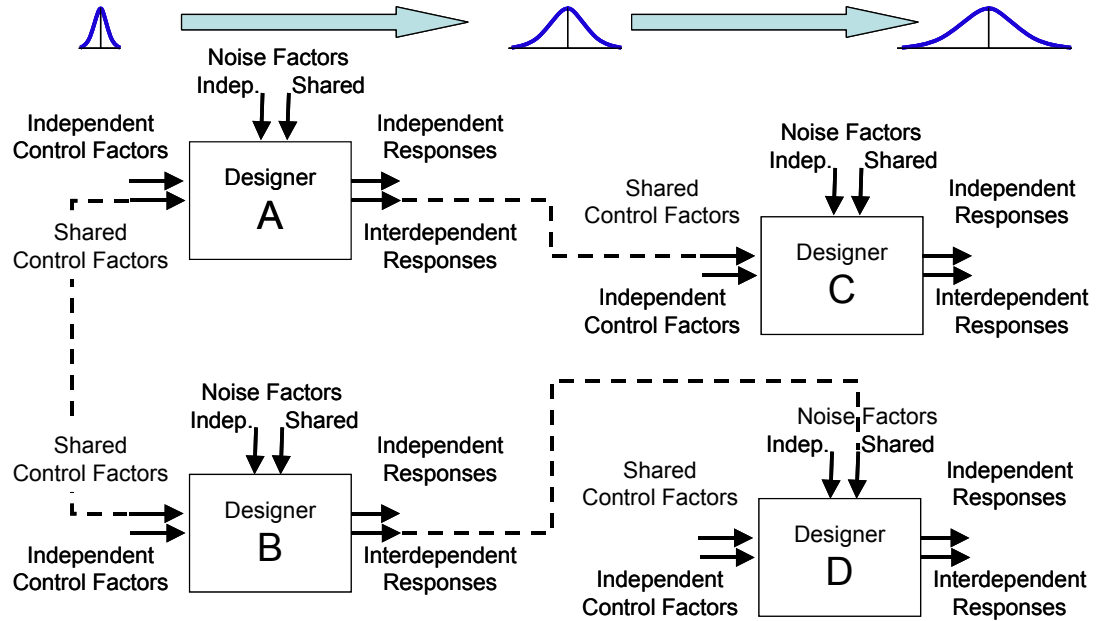 Noise Factors
Indep. Shared
Independent
Control Factors
Independent
Responses
Designer
A
Shared
Control Factors
Interdependent
Responses
Noise Factors
Indep. Shared
Shared
Control Factors
Independent
Responses
Designer
C
Independent
Control Factors
Interdependent
Responses
Noise Factors
Indep. Shared
Shared
Control Factors
Independent
Responses
Designer
B
Independent
Control Factors
Interdependent
Responses
Noise Factors
Indep. Shared
Shared
Control Factors
Independent
Responses
Designer
D
Independent
Control Factors
Interdependent
Responses